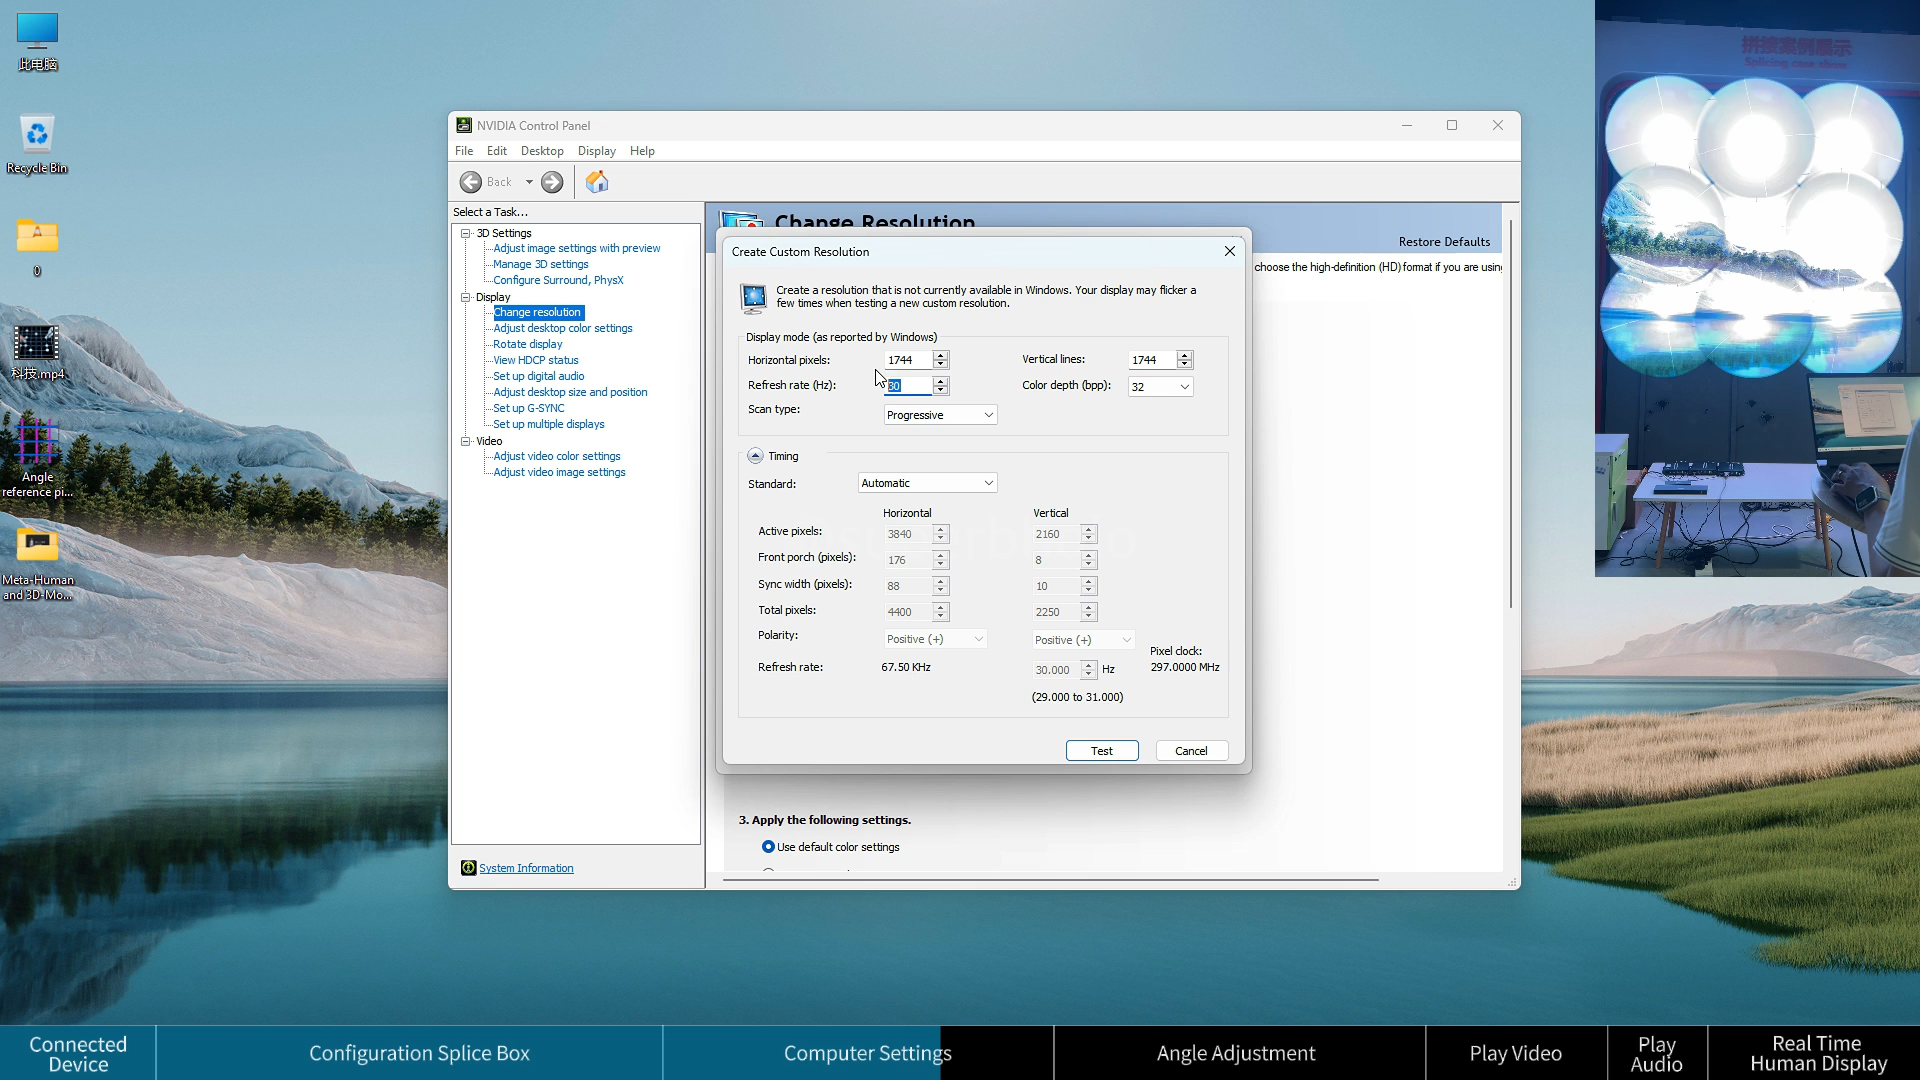 此电脑
Recycle Bin
0
科技.mp4
Angle
reference pi...
Meta-Human
and 3D-Mo...
NVIDIA Control Panel
File Edit Desktop Display Help
Back
Select a Task...
3D Settings
Adjust image settings with preview
Manage 3D settings
Configure Surround, PhysX
Display
Change resolution
Adjust desktop color settings
Rotate display
View HDCP status
Set up digital audio
Adjust desktop size and position
Set up G-SYNC
Set up multiple displays
Video
Adjust video color settings
Adjust video image settings
System Information
Change Resolution
Restore Defaults
choose the high-definition (HD) format if you are using
Create Custom Resolution
Create a resolution that is not currently available in Windows. Your display may flicker a
few times when testing a new custom resolution.
Display mode (as reported by Windows)
Horizontal pixels: 1744 Vertical lines: 1744
Refresh rate (Hz): 30 Color depth (bpp): 32
Scan type: Progressive
Timing
Standard: Automatic
Horizontal Vertical
Active pixels: 3840 2160
Front porch (pixels): 176 8
Sync width (pixels): 88 10
Total pixels: 4400 2250
Polarity: Positive (+) Positive (+)
Pixel clock:
Refresh rate: 67.50 KHz 30.000 Hz 297.0000 MHz
(29.000 to 31.000)
Test Cancel
3. Apply the following settings.
Use default color settings
拼接案例展示
Splicing case show
Connected
Device
Configuration Splice Box
Computer Settings
Angle Adjustment
Play Video
Play
Audio
Real Time
Human Display